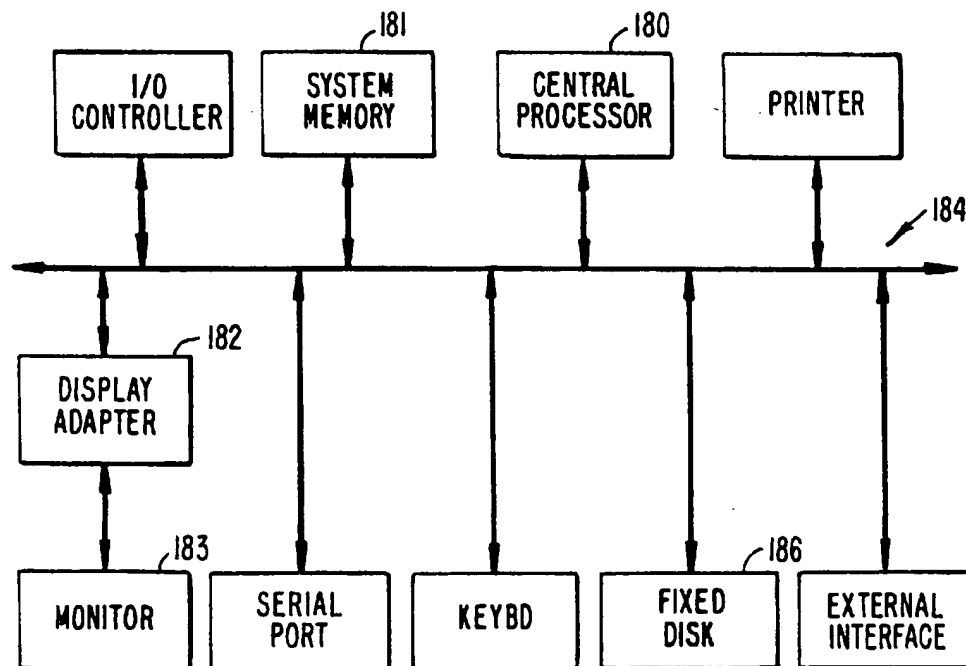 181
180
I/O
CONTROLLER
SYSTEM
MEMORY
CENTRAL
PROCESSOR
PRINTER
184
182
DISPLAY
ADAPTER
183
186
MONITOR
SERIAL
PORT
KEYBD
FIXED
DISK
EXTERNAL
INTERFACE